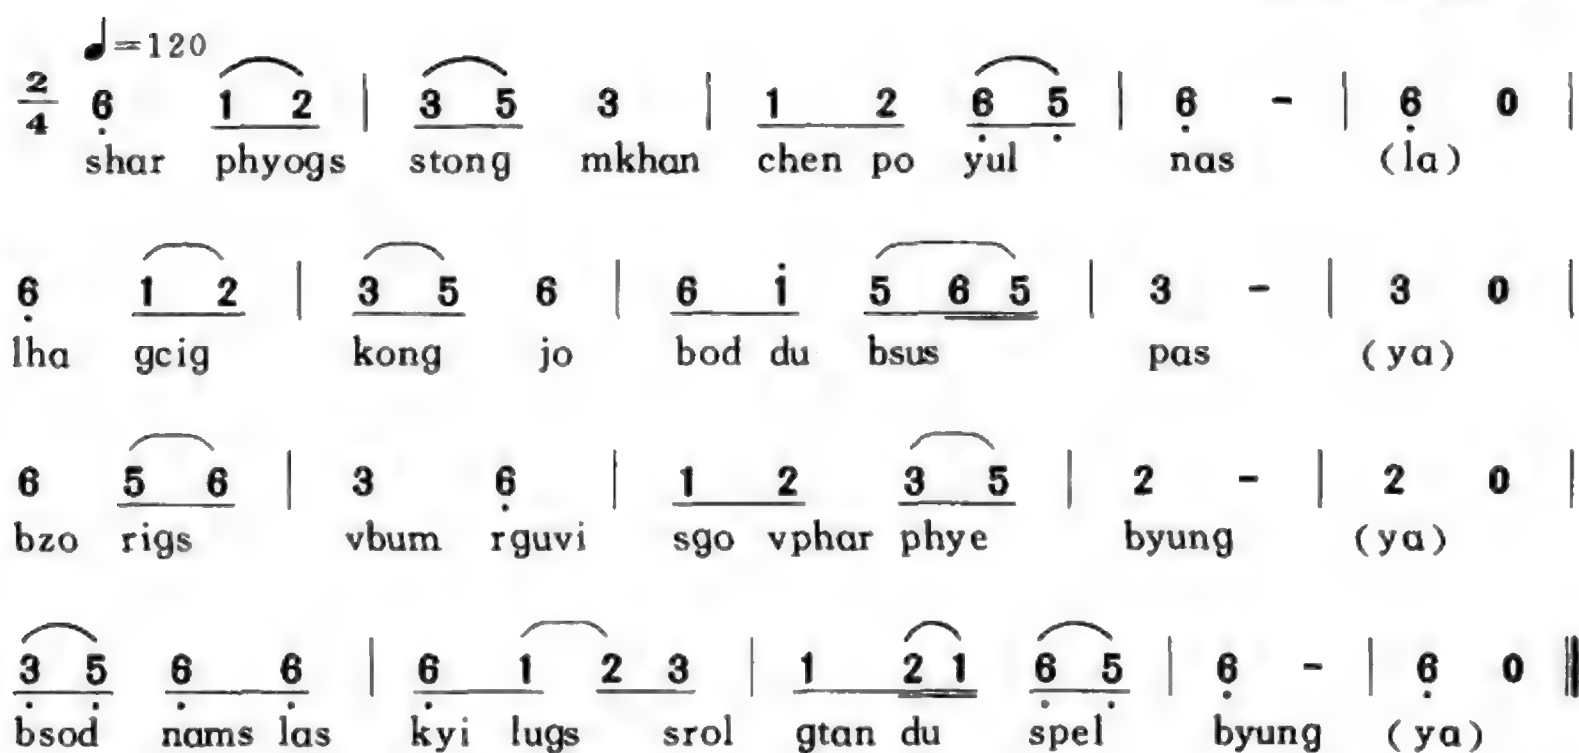 ♩=120
2/4 6̣ 1 2 | 3 5 3 | 1 2 6̣ 5̣ | 6̣ - | 6̣ 0 |
shar phyogs stong mkhan chen po yul nas (la)
6̣ 1 2 | 3 5 6 | 6 i 5 6 5 | 3 - | 3 0 |
lha gcig kong jo bod du bsus pas (ya)
6 5 6 | 3 6̣ | 1 2 3 5 | 2 - | 2 0 |
bzo rigs vbum rguvi sgo vphar phye byung (ya)
3̣ 5̣ 6̣ 6̣ | 6̣ 1 2 3 | 1 2 1 6̣ 5̣ | 6̣ - | 6̣ 0 ‖
bsod nams las kyi lugs srol gtan du spel byung (ya)